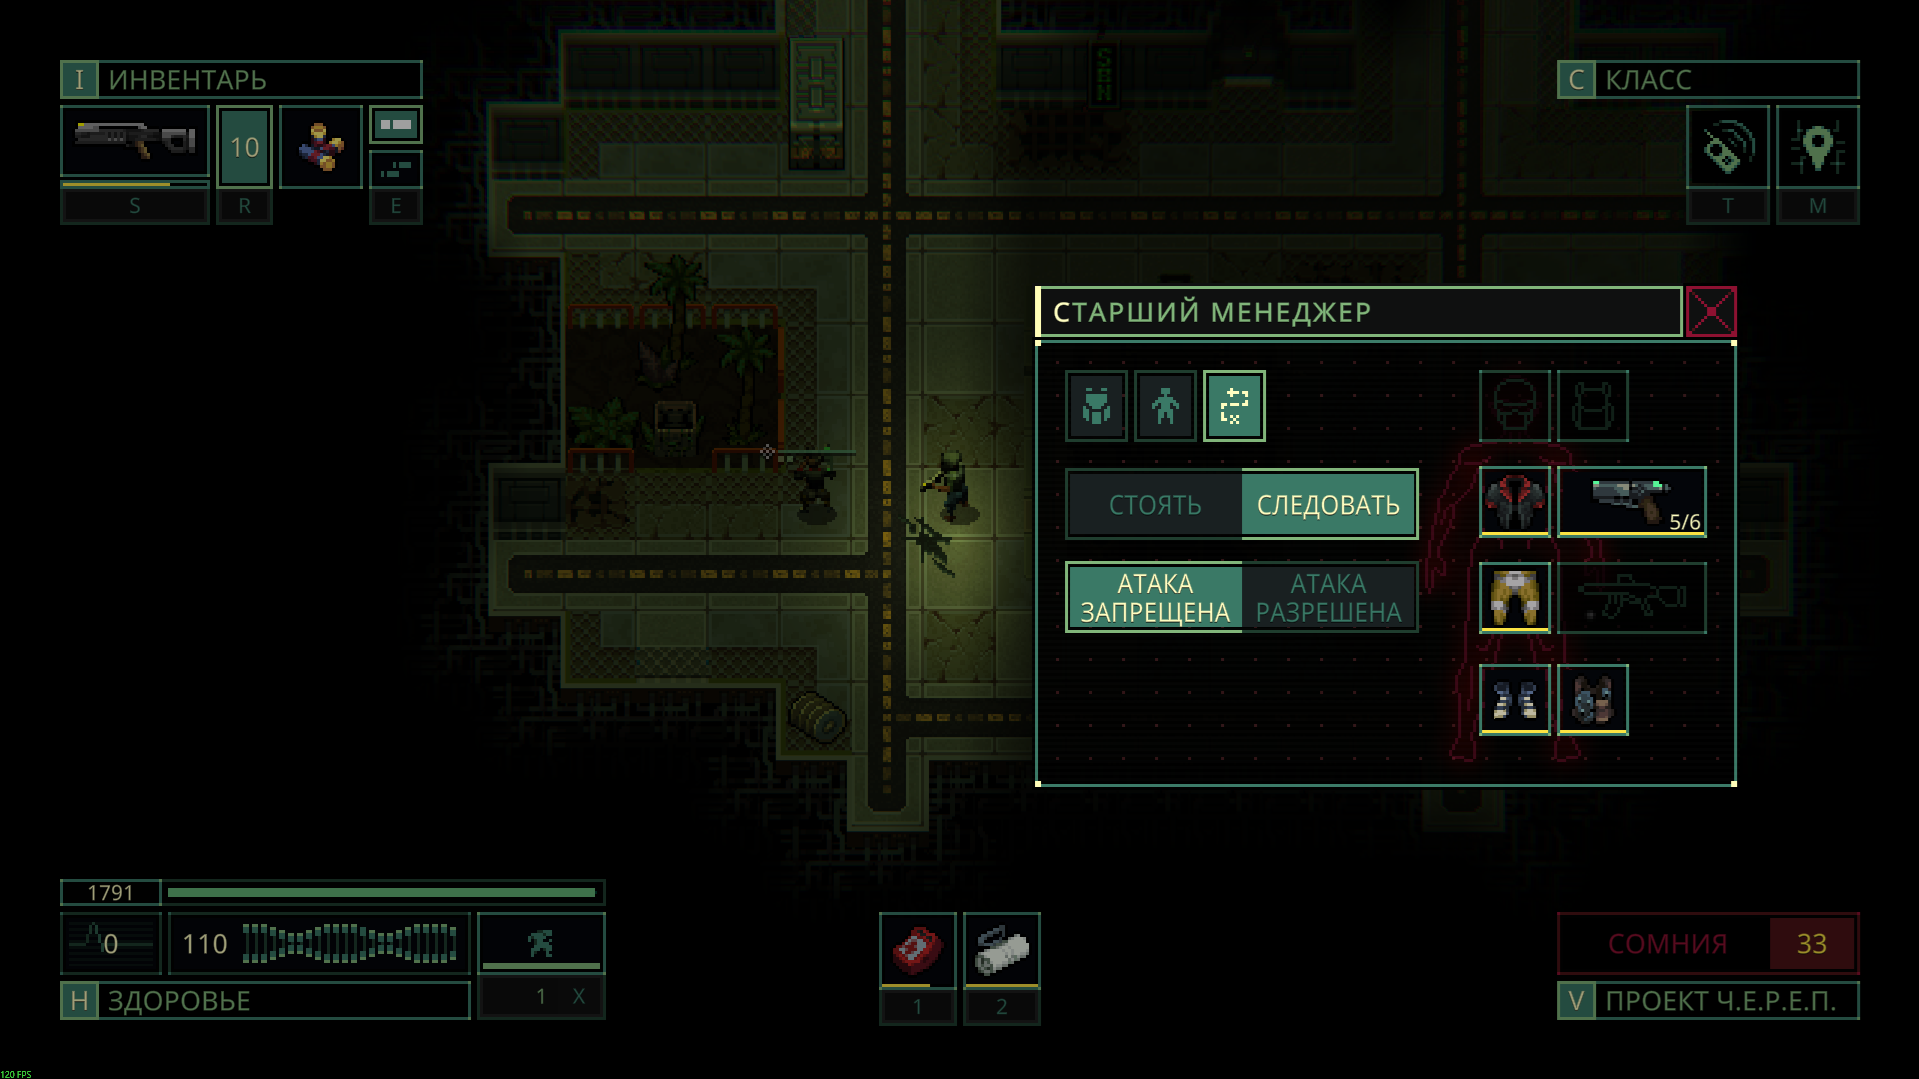 I ИНВЕНТАРЬ
10
S R E
C КЛАСС
T M
SEN
СТАРШИЙ МЕНЕДЖЕР
СТОЯТЬ СЛЕДОВАТЬ
5/6
АТАКА ЗАПРЕЩЕНА
АТАКА РАЗРЕШЕНА
1791
0 110
1 X
H ЗДОРОВЬЕ
1 2
СОМНИЯ 33
V ПРОЕКТ Ч.Е.Р.Е.П.
120 FPS